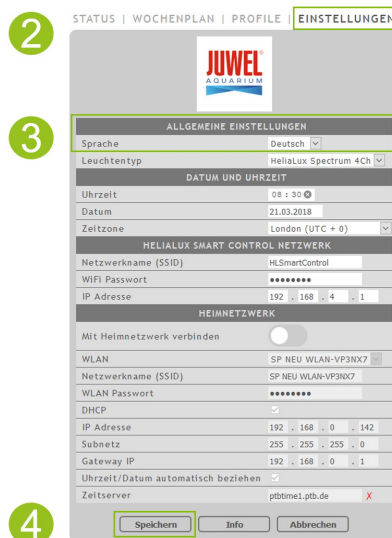 2
STATUS | WOCHENPLAN | PROFILE | EINSTELLUNGEN
JUWEL®
AQUARIUM
3
ALLGEMEINE EINSTELLUNGEN
Sprache Deutsch
Leuchtentyp HeliaLux Spectrum 4Ch
DATUM UND UHRZEIT
Uhrzeit 08 : 30
Datum 21.03.2018
Zeitzone London (UTC + 0)
HELIALUX SMART CONTROL NETZWERK
Netzwerkname (SSID) HLSmartControl
WiFi Passwort ••••••••
IP Adresse 192 . 168 . 4 . 1
HEIMNETZWERK
Mit Heimnetzwerk verbinden
WLAN SP NEU WLAN-VP3NX7
Netzwerkname (SSID) SP NEU WLAN-VP3NX7
WLAN Passwort ••••••••
DHCP
IP Adresse 192 . 168 . 0 . 142
Subnetz 255 . 255 . 255 . 0
Gateway IP 192 . 168 . 0 . 1
Uhrzeit/Datum automatisch beziehen
Zeitserver ptbtime1.ptb.de X
4
Speichern Info Abbrechen